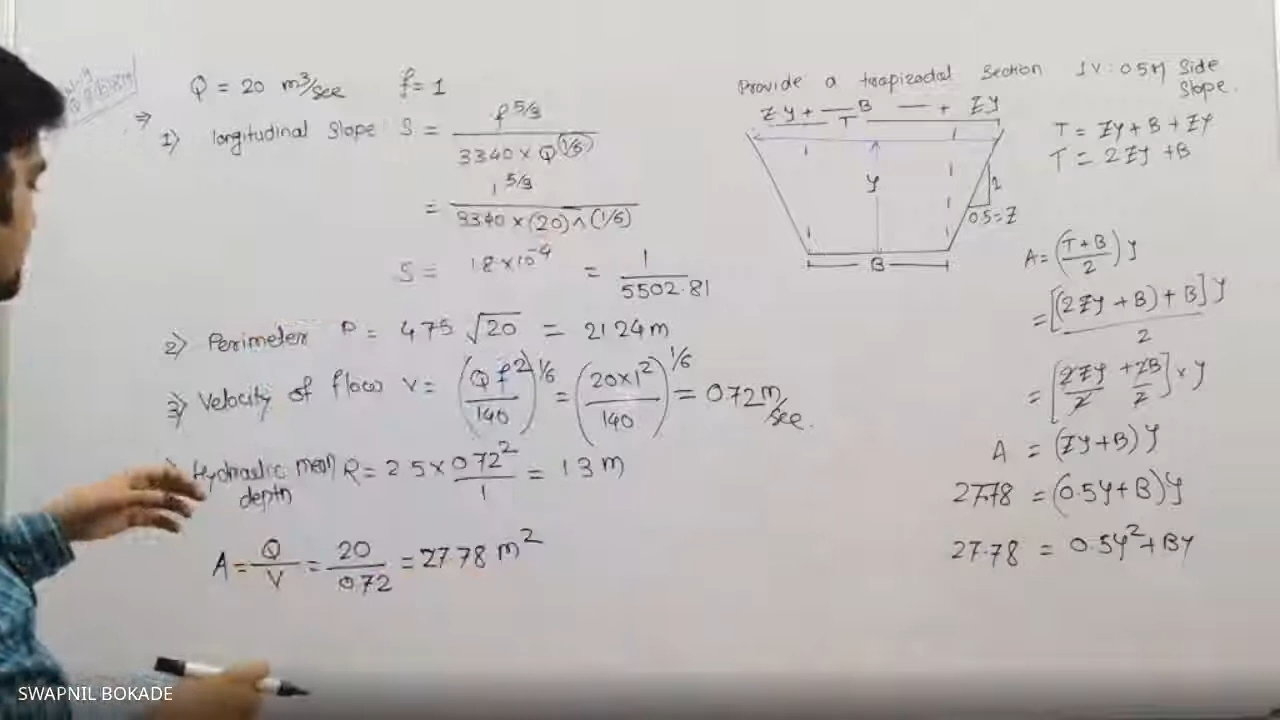 Q = 20 m³/sec f = 1
⇒
1) longitudinal slope S = f^5/3 / 3340 × Q^(1/6)
= 1^5/3 / 3340 × (20)^(1/6)
S = 1.8 × 10^-4 = 1 / 5502.81
2) Perimeter P = 4.75 √20 = 21.24 m
3) Velocity of flow V = (Q f² / 140)^1/6 = (20×1² / 140)^1/6 = 0.72 m/sec.
Hydraulic mean depth R = 2.5 × 0.72² / 1 = 1.3 m
A = Q / V = 20 / 0.72 = 27.78 m²
Provide a trapizodal Section 1V : 0.5H Side
Slope.
ZY + B + ZY
T
Y
1
0.5 = Z
B
T = ZY + B + ZY
T = 2ZY + B
A = (T + B / 2) Y
= [(2ZY + B) + B] Y / 2
= [2ZY / 2 + 2B / 2] × Y
A = (ZY + B) Y
27.78 = (0.5Y + B) Y
27.78 = 0.5Y² + BY
SWAPNIL BOKADE